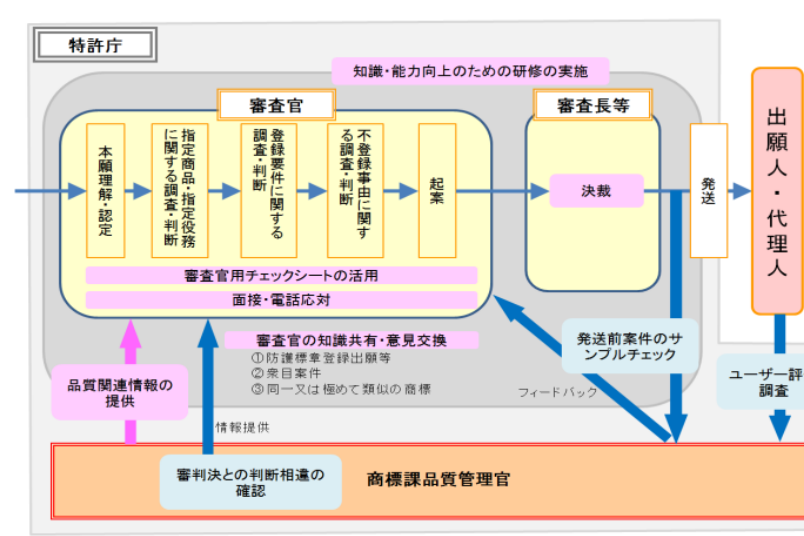 特許庁
知識・能力向上のための研修の実施
審査官
審査長等
本願理解・認定
指定商品・指定役務
に関する調査・判断
登録要件に関する
調査・判断
不登録事由に関す
る調査・判断
起案
決裁
発送
出願人・代理人
審査官用チェックシートの活用
面接・電話応対
審査官の知識共有・意見交換
①防護標章登録出願等
②衆目案件
③同一又は極めて類似の商標
発送前案件のサ
ンプルチェック
ユーザー評
調査
品質関連情報の
提供
フィードバック
情報提供
審判決との判断相違の
確認
商標課品質管理官